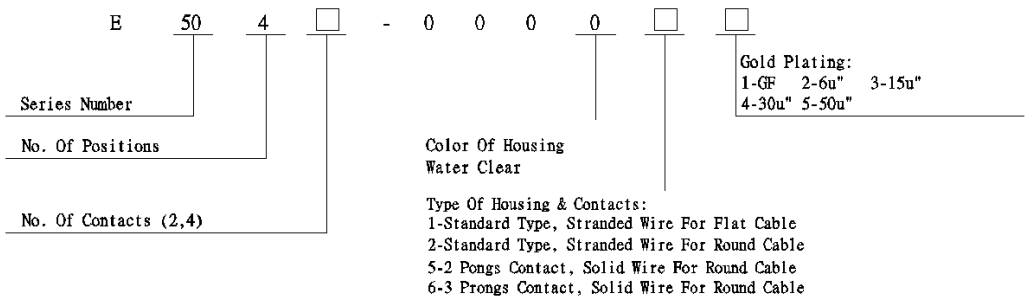 E 50 4 □ - 0 0 0 0 □ □
Gold Plating:
1-GF 2-6u" 3-15u"
4-30u" 5-50u"
Series Number
No. Of Positions
No. Of Contacts (2,4)
Color Of Housing
Water Clear
Type Of Housing & Contacts:
1-Standard Type, Stranded Wire For Flat Cable
2-Standard Type, Stranded Wire For Round Cable
5-2 Pongs Contact, Solid Wire For Round Cable
6-3 Prongs Contact, Solid Wire For Round Cable